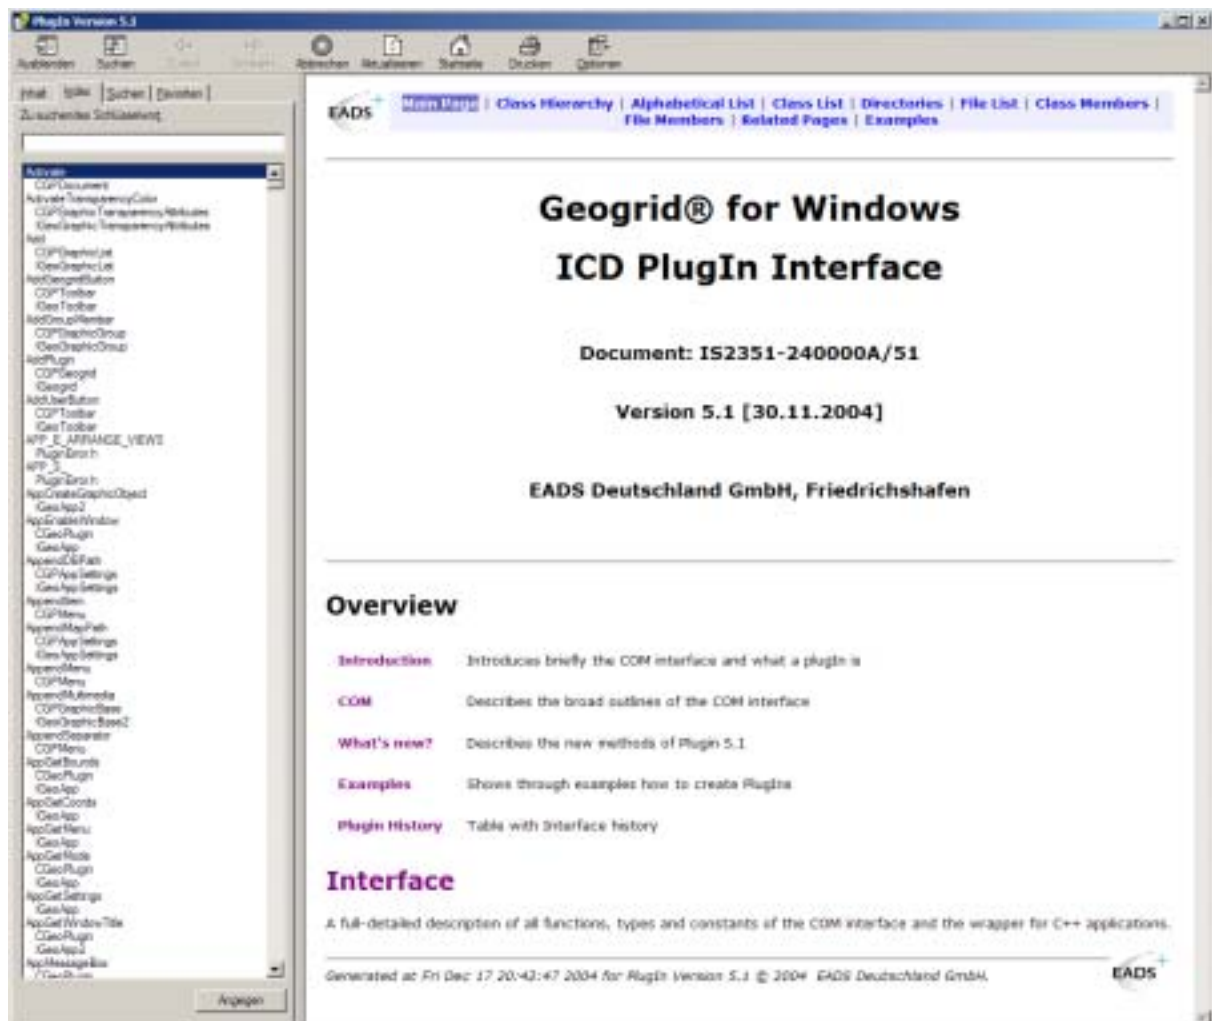 PlugIn Version 5.1
Ausblenden Suchen Abbrechen Aktualisieren Startseite Drucken Optionen
Inhalt Index Suchen Favoriten
Zu suchendes Schlüsselwort:
Activate
CGPDocument
ActivateTransparencyColor
CGPGraphicTransparencyAttributes
IGeoGraphicTransparencyAttributes
Add
CGPGraphicList
IGeoGraphicList
AddGeogridButton
CGPToolbar
IGeoToolbar
AddGroupMember
CGPGraphicGroup
IGeoGraphicGroup
AddPlugin
CGPGeogrid
IGeogrid
AddUserButton
CGPToolbar
IGeoToolbar
APP_E_ARRANGE_VIEWS
PluginError.h
APP_S_
PluginError.h
AppCreateGraphicObject
IGeoApp2
AppEnableWindow
CGeoPlugin
IGeoApp
AppendDBPath
CGPAppSettings
IGeoAppSettings
AppendItem
CGPMenu
AppendMapPath
CGPAppSettings
IGeoAppSettings
AppendMenu
CGPMenu
AppendMultimedia
CGPGraphicBase
IGeoGraphicBase2
AppendSeparator
CGPMenu
AppGetBounds
CGeoPlugin
IGeoApp
AppGetCoords
IGeoApp
AppGetMenu
IGeoApp
AppGetMode
CGeoPlugin
IGeoApp
AppGetSettings
IGeoApp
AppGetWindowTitle
CGeoPlugin
IGeoApp2
AppMessageBox
CGeoPlugin
Anzeigen
EADS
Main Page | Class Hierarchy | Alphabetical List | Class List | Directories | File List | Class Members |
File Members | Related Pages | Examples
Geogrid® for Windows
ICD PlugIn Interface
Document: IS2351-240000A/51
Version 5.1 [30.11.2004]
EADS Deutschland GmbH, Friedrichshafen
Overview
Introduction Introduces briefly the COM interface and what a plugIn is
COM Describes the broad outlines of the COM interface
What's new? Describes the new methods of Plugin 5.1
Examples Shows through examples how to create PlugIns
Plugin History Table with Interface history
Interface
A full-detailed description of all functions, types and constants of the COM interface and the wrapper for C++ applications.
Generated at Fri Dec 17 20:42:47 2004 for PlugIn Version 5.1 © 2004 EADS Deutschland GmbH.
EADS